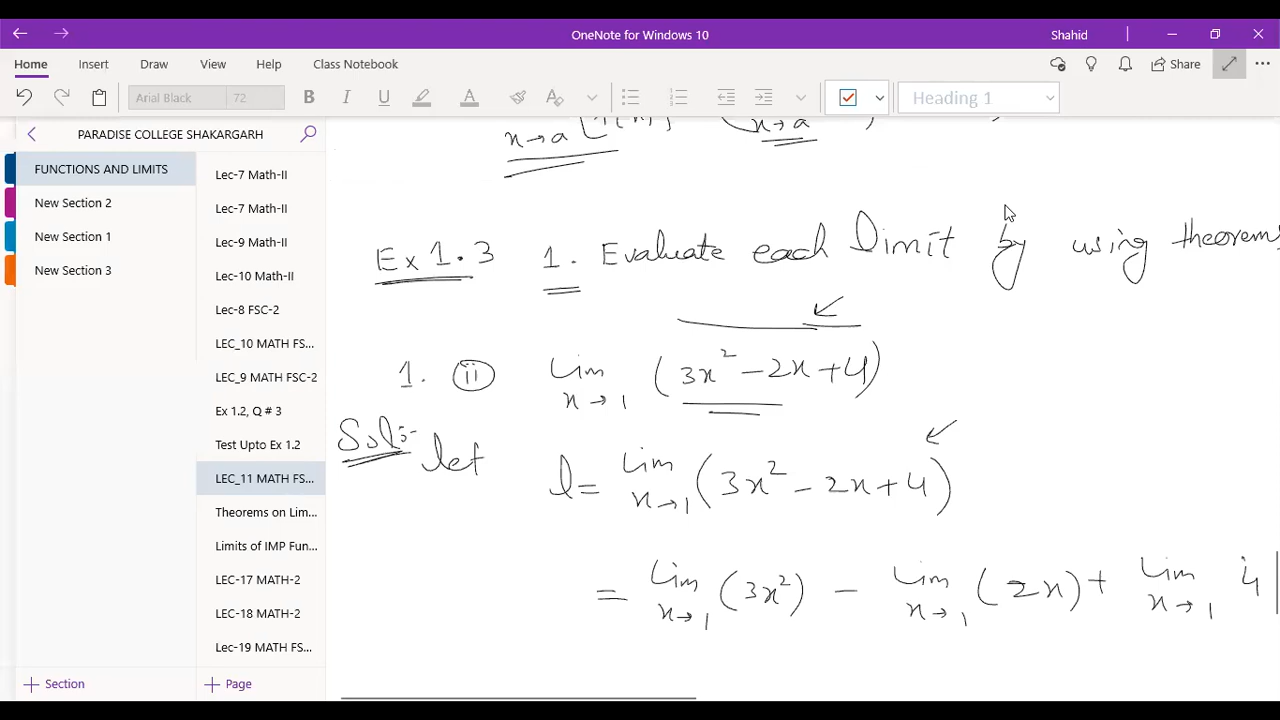 OneNote for Windows 10
Shahid
Home Insert Draw View Help Class Notebook
Share
Arial Black 72 B I U A Heading 1
PARADISE COLLEGE SHAKARGARH
FUNCTIONS AND LIMITS
New Section 2
New Section 1
New Section 3
Section
Lec-7 Math-II
Lec-7 Math-II
Lec-9 Math-II
Lec-10 Math-II
Lec-8 FSC-2
LEC_10 MATH FS...
LEC_9 MATH FSC-2
Ex 1.2, Q # 3
Test Upto Ex 1.2
LEC_11 MATH FS...
Theorems on Lim...
Limits of IMP Fun...
LEC-17 MATH-2
LEC-18 MATH-2
Lec-19 MATH FS...
Page
x→a x→a
Ex 1.3 1. Evaluate each limit by using theorems
1. (ii) lim x→1 (3x² - 2x + 4)
Sol:- let l = lim x→1 (3x² - 2x + 4)
= lim x→1 (3x²) - lim x→1 (2x) + lim x→1 4